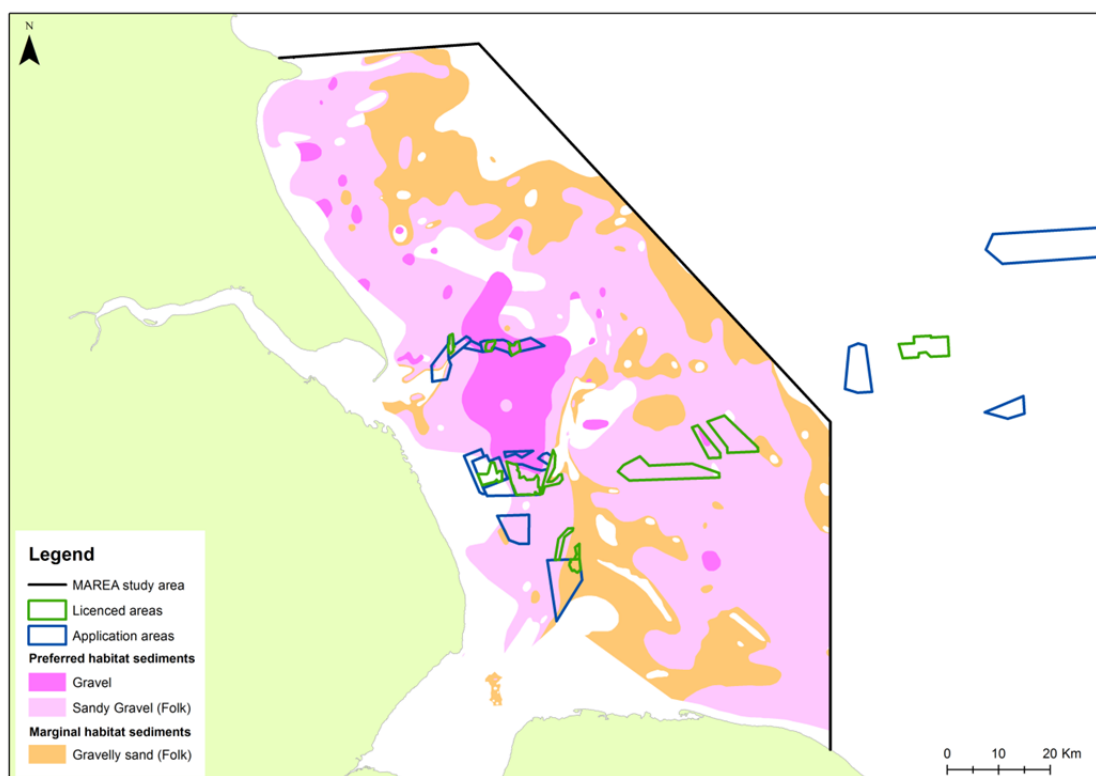 N
Legend
MAREA study area
Licenced areas
Application areas
Preferred habitat sediments
Gravel
Sandy Gravel (Folk)
Marginal habitat sediments
Gravelly sand (Folk)
0 10 20 Km